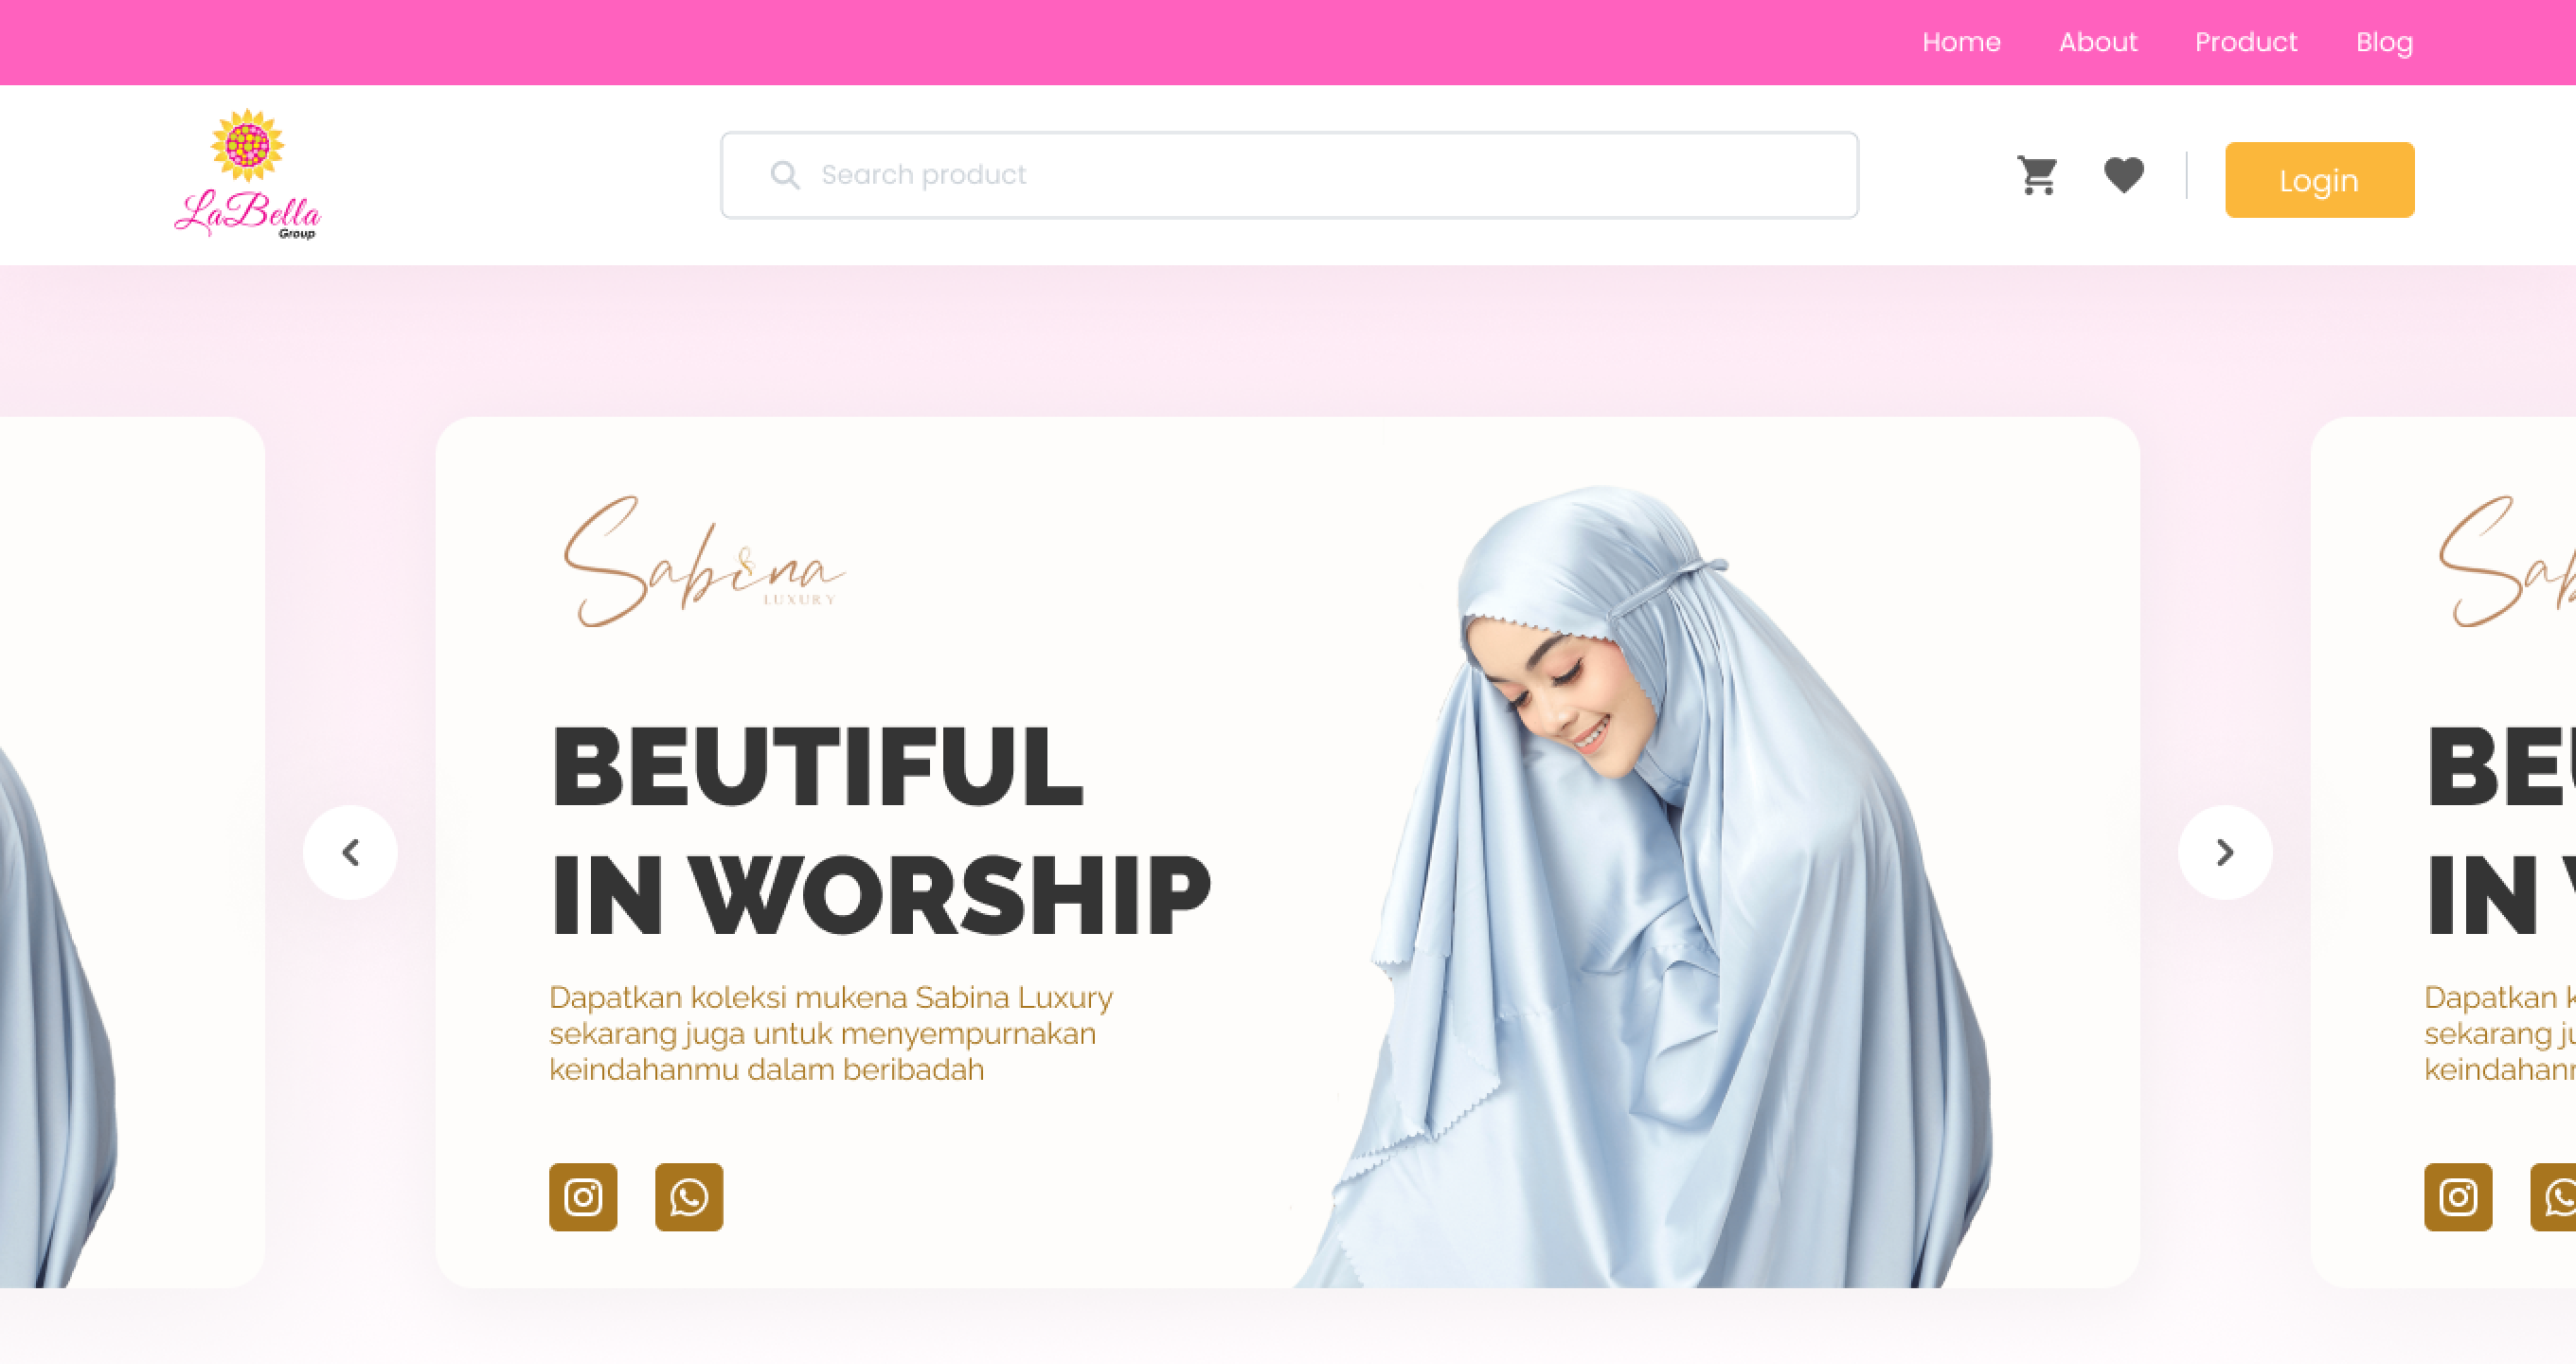 Home About Product Blog
LaBella
Group
Search product
Login
Sabina
LUXURY
BEUTIFUL
IN WORSHIP
Dapatkan koleksi mukena Sabina Luxury
sekarang juga untuk menyempurnakan
keindahanmu dalam beribadah
Sab
BEU
IN W
Dapatkan k
sekarang ju
keindahanm